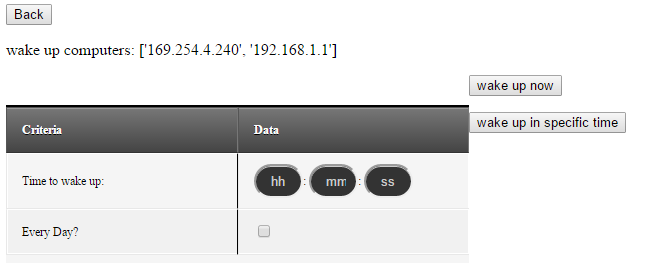 Back
wake up computers: ['169.254.4.240', '192.168.1.1']
wake up now
wake up in specific time
Criteria Data
Time to wake up: hh : mm : ss
Every Day?